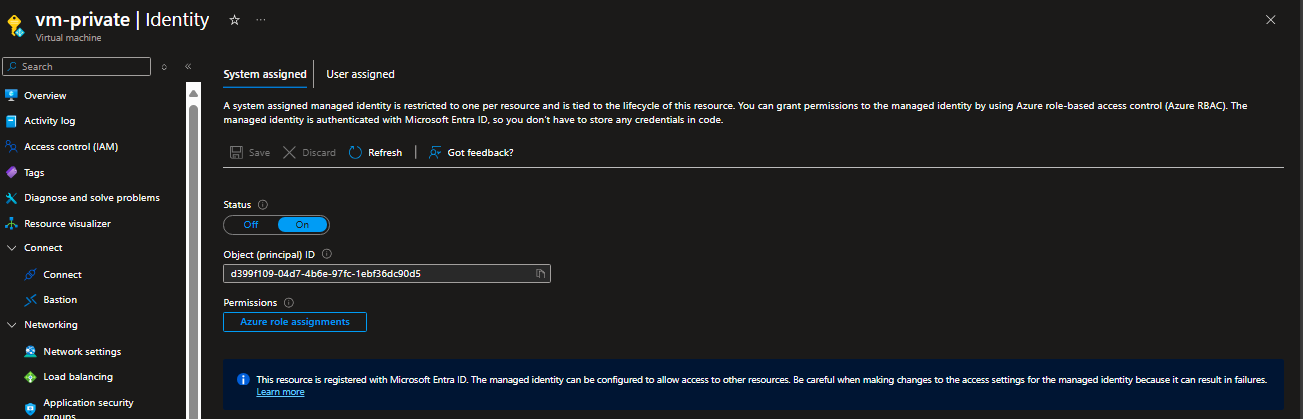 vm-private | Identity
Virtual machine
Search
Overview
Activity log
Access control (IAM)
Tags
Diagnose and solve problems
Resource visualizer
Connect
Connect
Bastion
Networking
Network settings
Load balancing
Application security
groups
System assigned
User assigned
A system assigned managed identity is restricted to one per resource and is tied to the lifecycle of this resource. You can grant permissions to the managed identity by using Azure role-based access control (Azure RBAC). The
managed identity is authenticated with Microsoft Entra ID, so you don't have to store any credentials in code.
Save Discard Refresh Got feedback?
Status
Off On
Object (principal) ID
d399f109-04d7-4b6e-97fc-1ebf36dc90d5
Permissions
Azure role assignments
This resource is registered with Microsoft Entra ID. The managed identity can be configured to allow access to other resources. Be careful when making changes to the access settings for the managed identity because it can result in failures.
Learn more